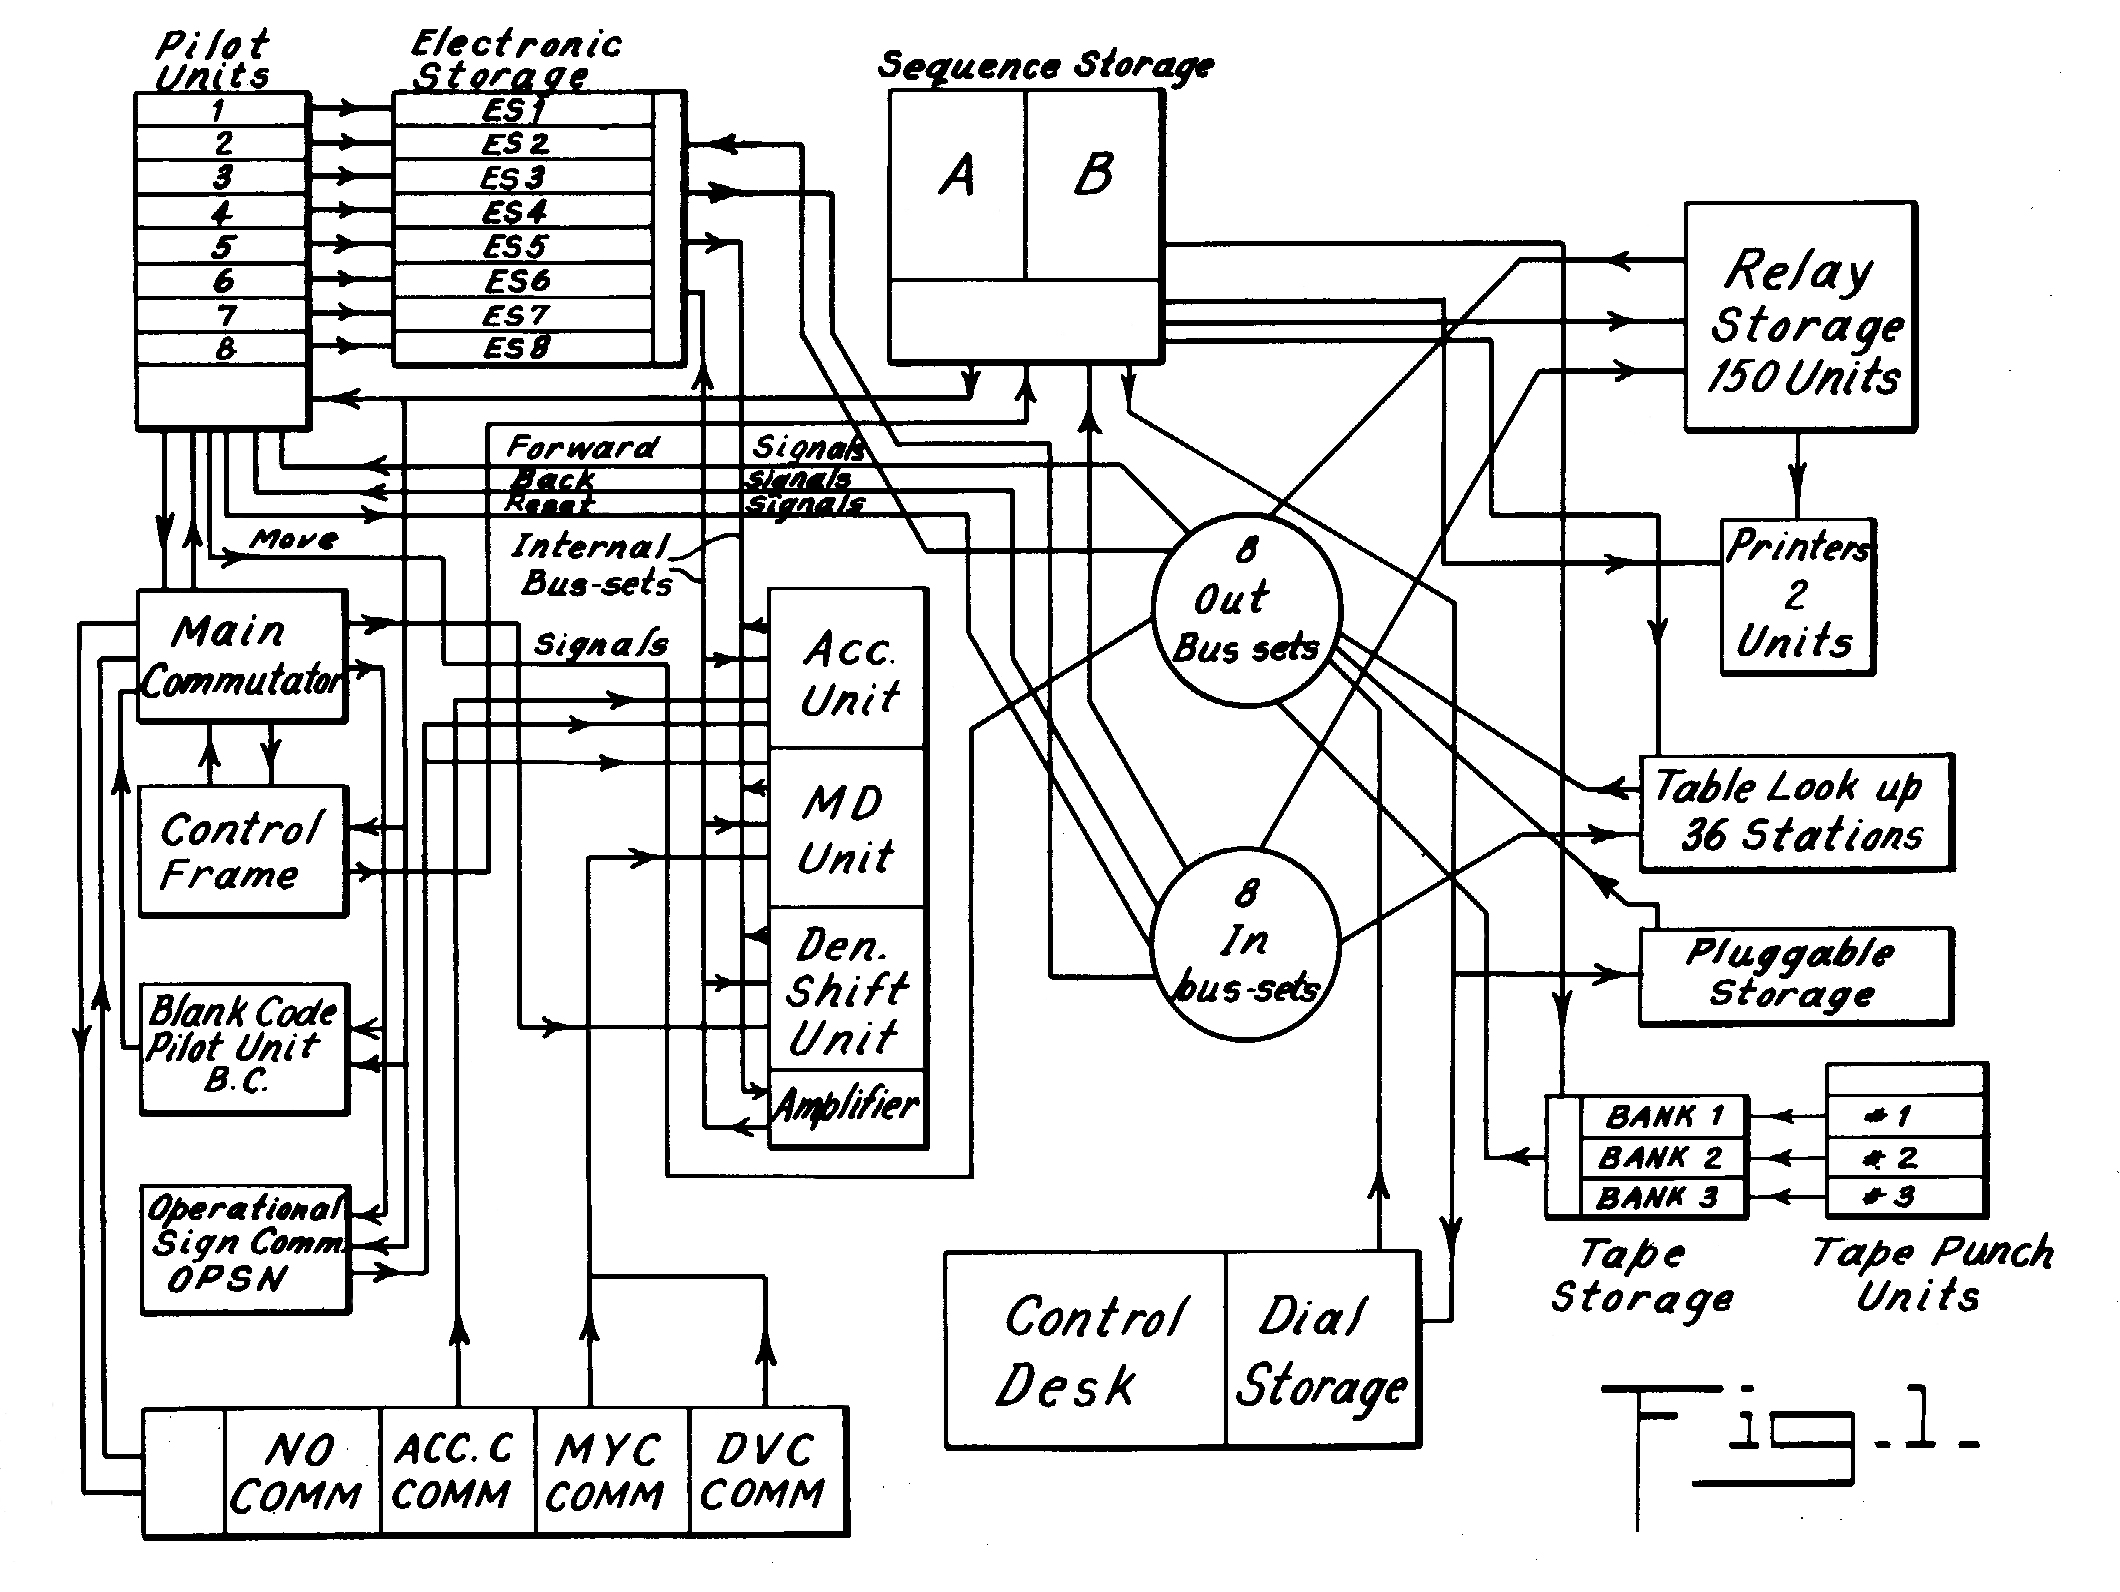 Pilot
Units
1
2
3
4
5
6
7
8
Electronic
Storage
ES1
ES2
ES3
ES4
ES5
ES6
ES7
ES8
Sequence Storage
A
B
Relay
Storage
150 Units
Printers
2
Units
Forward Signals
Back signals
Reset signals
Move
Signals
Internal
Bus-sets
8
Out
Bus sets
8
In
bus-sets
Main
Commutator
Control
Frame
Blank Code
Pilot Unit
B.C.
Operational
Sign Comm.
OPSN
Acc.
Unit
MD
Unit
Den.
Shift
Unit
Amplifier
Table Look up
36 Stations
Pluggable
Storage
BANK 1
BANK 2
BANK 3
Tape
Storage
#1
#2
#3
Tape Punch
Units
Control
Desk
Dial
Storage
NO
COMM
ACC.C
COMM
MYC
COMM
DVC
COMM
Fig.1.